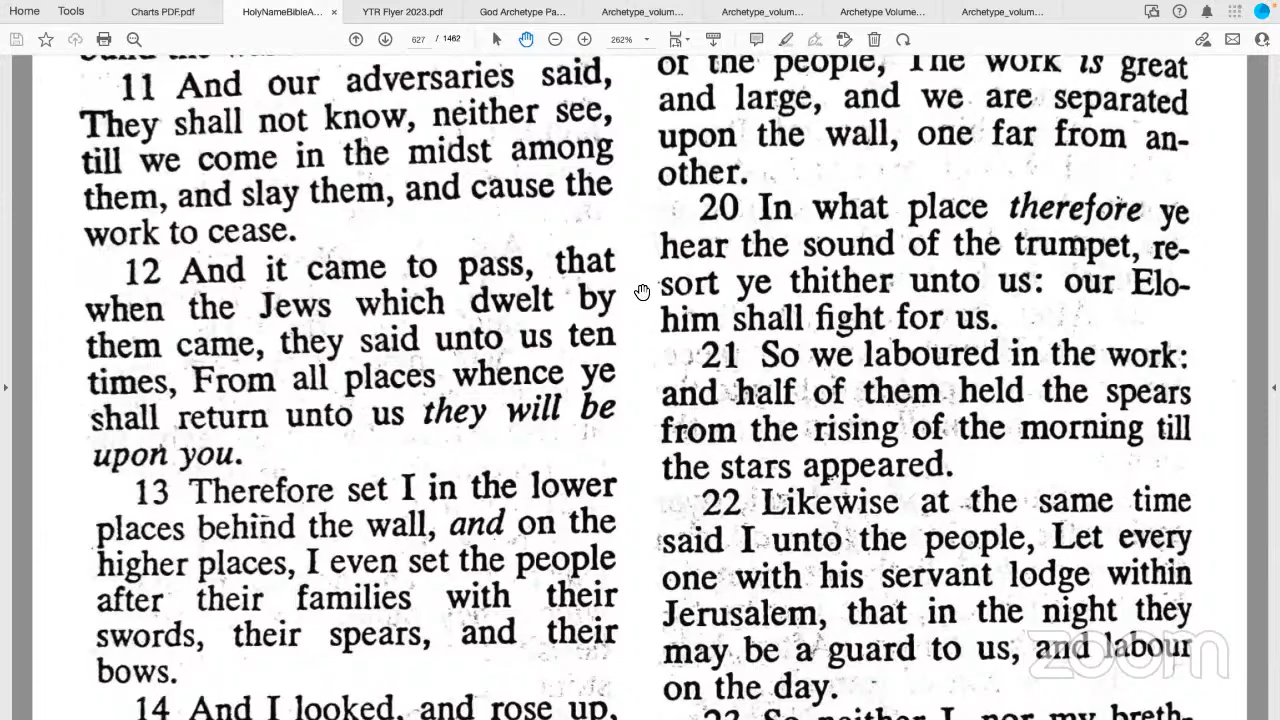 Home
Tools
Charts PDF.pdf
HolyNameBibleA...
YTR Flyer 2023.pdf
God Archetype Pa...
Archetype_volum...
Archetype_volum...
Archetype Volume...
Archetype_volum...
627 / 1462
262%
11 And our adversaries said,
They shall not know, neither see,
till we come in the midst among
them, and slay them, and cause the
work to cease.
12 And it came to pass, that
when the Jews which dwelt by
them came, they said unto us ten
times, From all places whence ye
shall return unto us they will be
upon you.
13 Therefore set I in the lower
places behind the wall, and on the
higher places, I even set the people
after their families with their
swords, their spears, and their
bows.
14 And I looked, and rose up,
of the people, The work is great
and large, and we are separated
upon the wall, one far from an-
other.
20 In what place therefore ye
hear the sound of the trumpet, re-
sort ye thither unto us: our Elo-
him shall fight for us.
21 So we laboured in the work:
and half of them held the spears
from the rising of the morning till
the stars appeared.
22 Likewise at the same time
said I unto the people, Let every
one with his servant lodge within
Jerusalem, that in the night they
may be a guard to us, and labour
on the day.
23 So neither I, nor my breth-
zoom